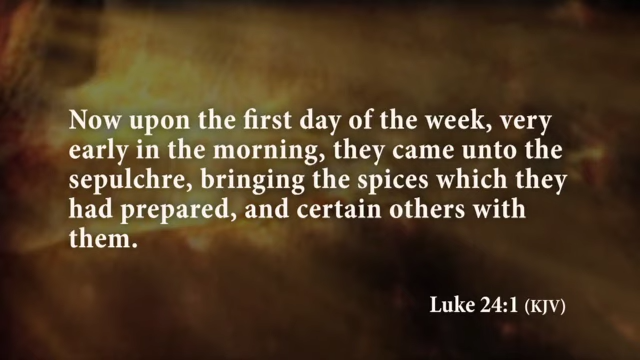 Now upon the first day of the week, very
early in the morning, they came unto the
sepulchre, bringing the spices which they
had prepared, and certain others with
them.
Luke 24:1 (KJV)